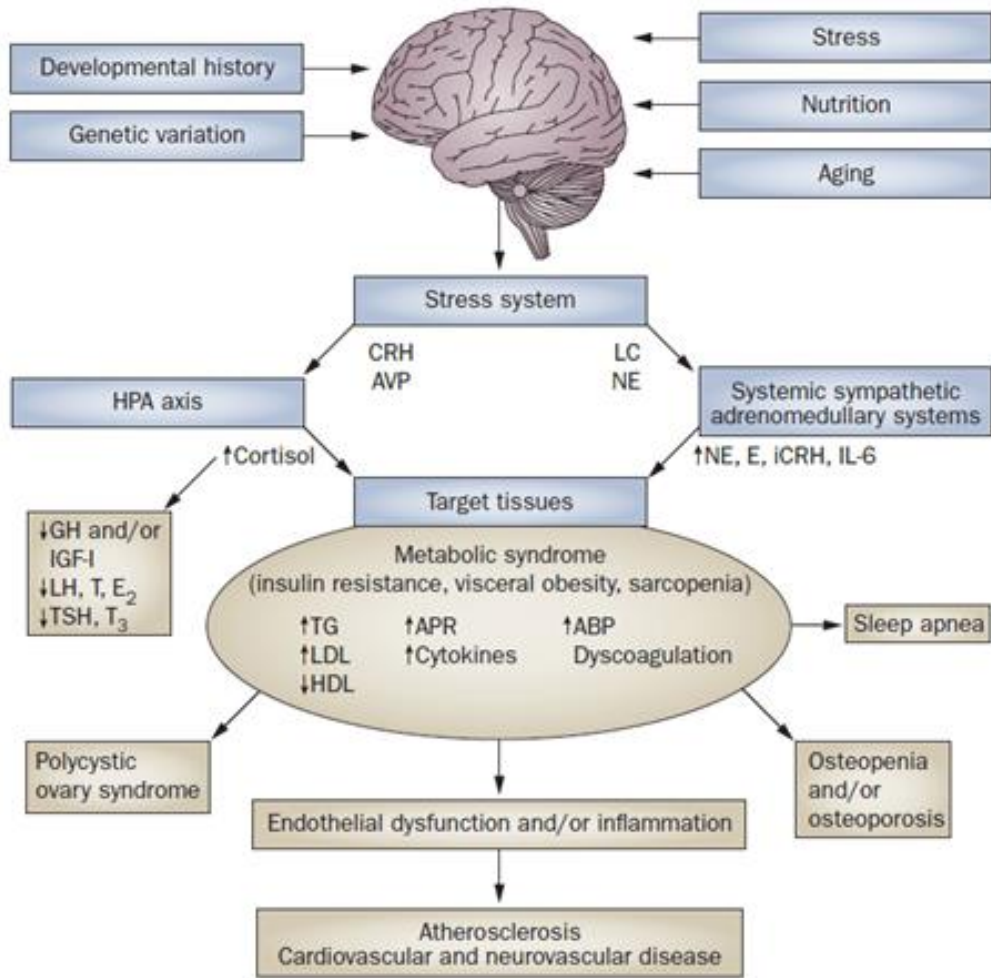 Developmental history
Genetic variation
Stress
Nutrition
Aging
Stress system
CRH
AVP
LC
NE
HPA axis
Systemic sympathetic
adrenomedullary systems
↑Cortisol
↑NE, E, iCRH, IL-6
Target tissues
↓GH and/or
IGF-I
↓LH, T, E₂
↓TSH, T₃
Metabolic syndrome
(insulin resistance, visceral obesity, sarcopenia)
↑TG ↑APR ↑ABP
↑LDL ↑Cytokines Dyscoagulation
↓HDL
Sleep apnea
Polycystic
ovary syndrome
Osteopenia
and/or
osteoporosis
Endothelial dysfunction and/or inflammation
Atherosclerosis
Cardiovascular and neurovascular disease